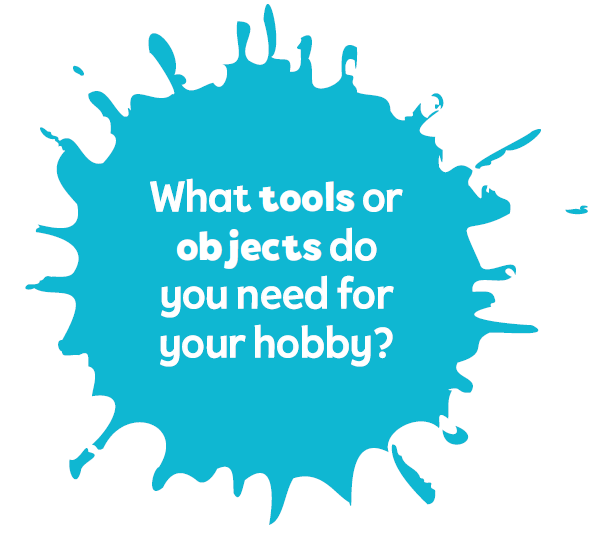 What tools or
objects do
you need for
your hobby?